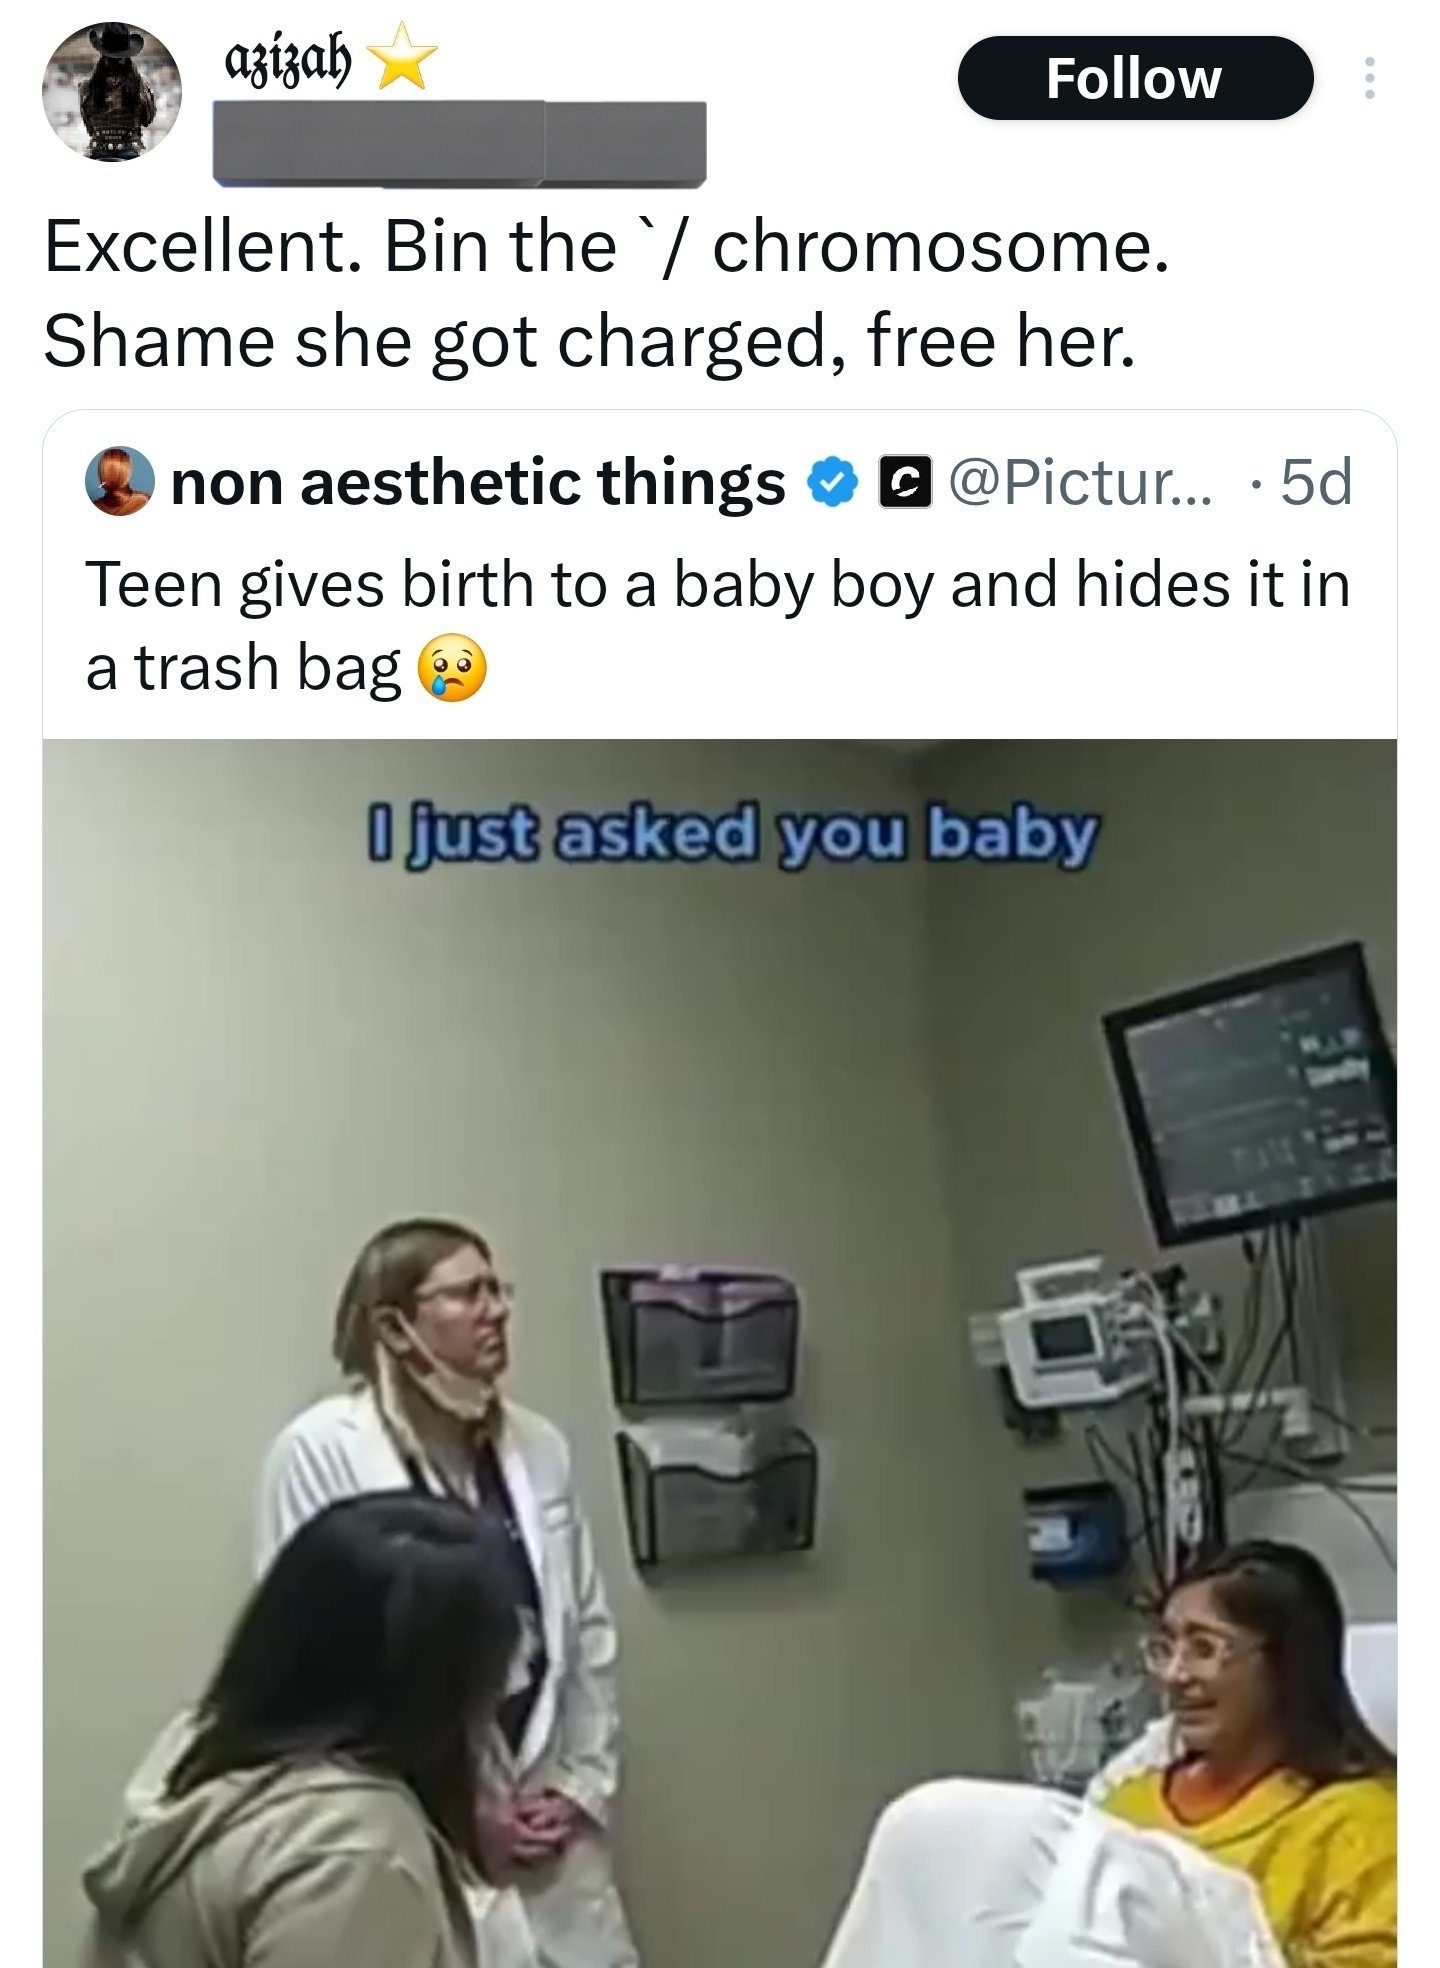 azizah ⭐
Follow
Excellent. Bin the `/ chromosome.
Shame she got charged, free her.
non aesthetic things @Pictur... · 5d
Teen gives birth to a baby boy and hides it in
a trash bag 😢
I just asked you baby